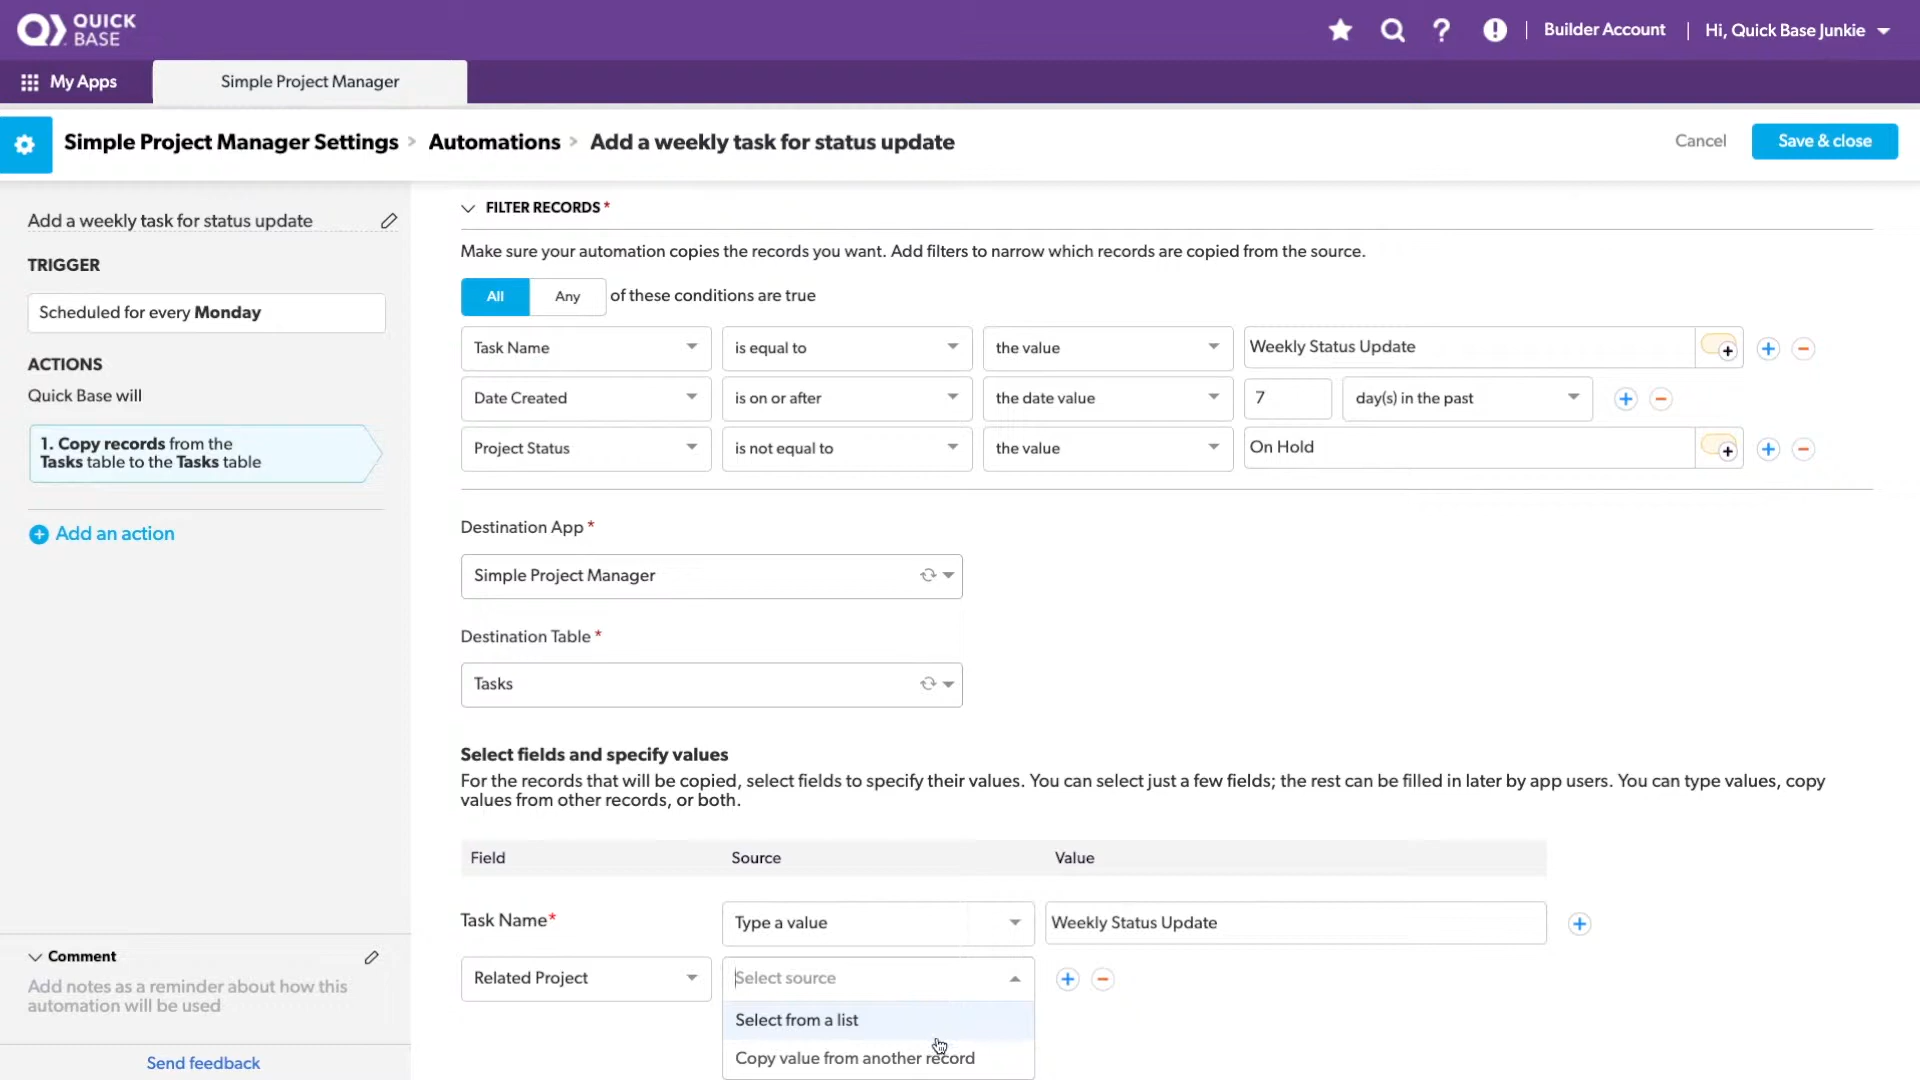 QUICK
BASE
Builder Account
Hi, Quick Base Junkie
My Apps
Simple Project Manager
Simple Project Manager Settings > Automations > Add a weekly task for status update
Cancel
Save & close
Add a weekly task for status update
TRIGGER
Scheduled for every Monday
ACTIONS
Quick Base will
1. Copy records from the
Tasks table to the Tasks table
Add an action
Comment
Add notes as a reminder about how this
automation will be used
Send feedback
FILTER RECORDS *
Make sure your automation copies the records you want. Add filters to narrow which records are copied from the source.
All Any of these conditions are true
Task Name is equal to the value Weekly Status Update
Date Created is on or after the date value 7 day(s) in the past
Project Status is not equal to the value On Hold
Destination App *
Simple Project Manager
Destination Table *
Tasks
Select fields and specify values
For the records that will be copied, select fields to specify their values. You can select just a few fields; the rest can be filled in later by app users. You can type values, copy
values from other records, or both.
Field Source Value
Task Name* Type a value Weekly Status Update
Related Project Select source
Select from a list
Copy value from another record